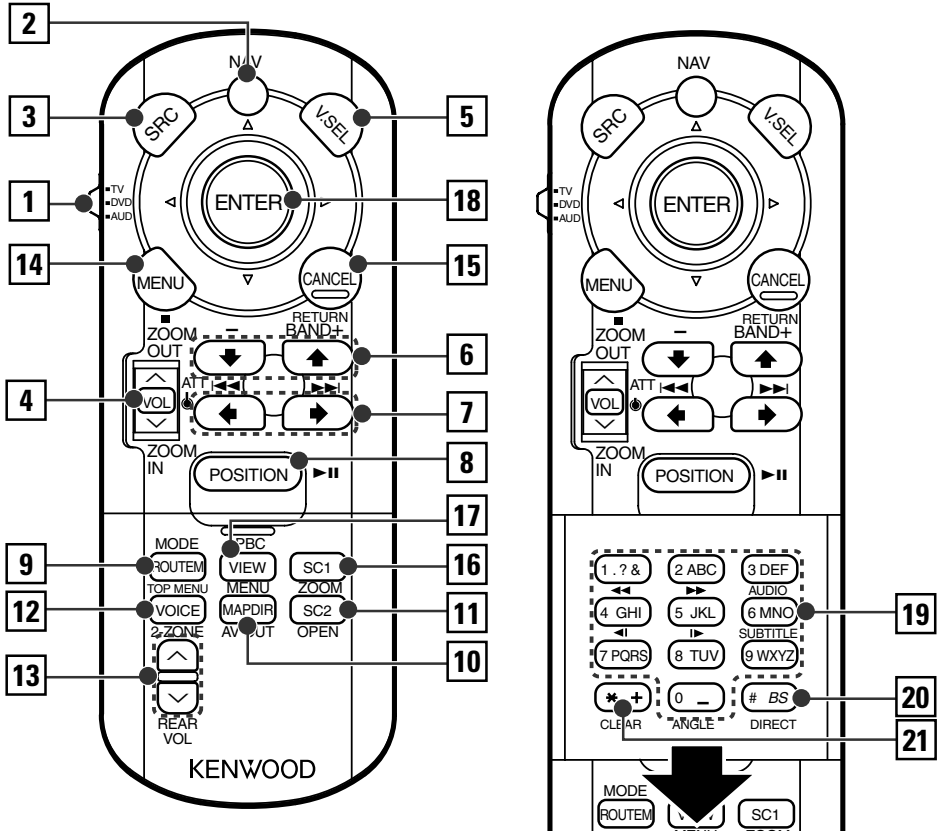 2
NAV
3
SRC
V.SEL
5
1
TV
DVD
AUD
ENTER
18
14
MENU
CANCEL
15
ZOOM
OUT
–
RETURN
BAND+
6
4
VOL
ATT
7
ZOOM
IN
POSITION
8
17
MODE
PBC
9
ROUTEM
VIEW
SC1
16
TOP MENU
MENU
ZOOM
12
VOICE
MAPDIR
SC2
11
2-ZONE
AV OUT
OPEN
10
13
REAR
VOL
KENWOOD
NAV
SRC
V.SEL
TV
DVD
AUD
ENTER
MENU
CANCEL
ZOOM
OUT
–
RETURN
BAND+
VOL
ATT
ZOOM
IN
POSITION
1 .? &
2 ABC
3 DEF
AUDIO
4 GHI
5 JKL
6 MNO
19
SUBTITLE
7 PQRS
8 TUV
9 WXYZ
* +
0 _
# BS
20
CLEAR
ANGLE
DIRECT
21
MODE
ROUTEM
SC1